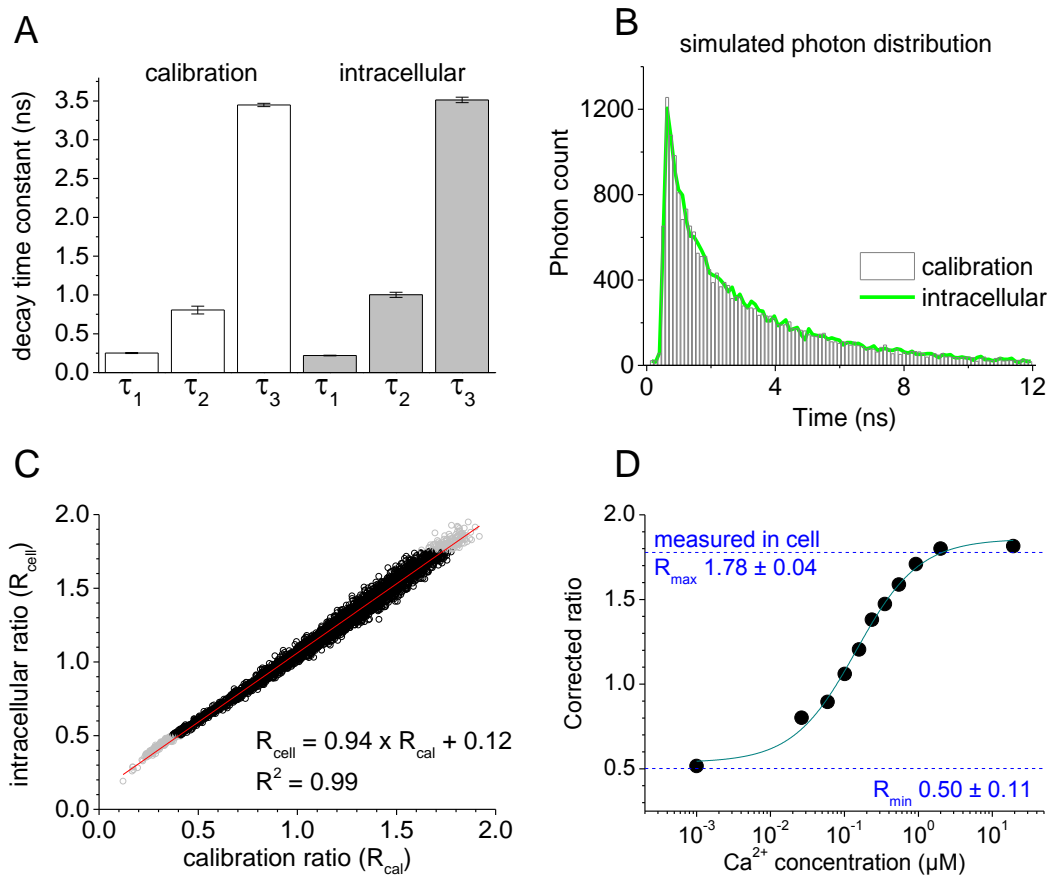 A
calibration intracellular
decay time constant (ns)
3.5
3.0
2.5
2.0
1.5
1.0
0.5
0.0
τ1 τ2 τ3 τ1 τ2 τ3
B
simulated photon distribution
Photon count
1200
800
400
0
calibration
intracellular
0 4 8 12
Time (ns)
C
intracellular ratio (Rcell)
2.0
1.5
1.0
0.5
0.0
Rcell = 0.94 x Rcal + 0.12
R² = 0.99
0.0 0.5 1.0 1.5 2.0
calibration ratio (Rcal)
D
Corrected ratio
2.0
1.5
1.0
0.5
measured in cell
Rmax 1.78 ± 0.04
Rmin 0.50 ± 0.11
10⁻³ 10⁻² 10⁻¹ 10⁰ 10¹
Ca²⁺ concentration (µM)